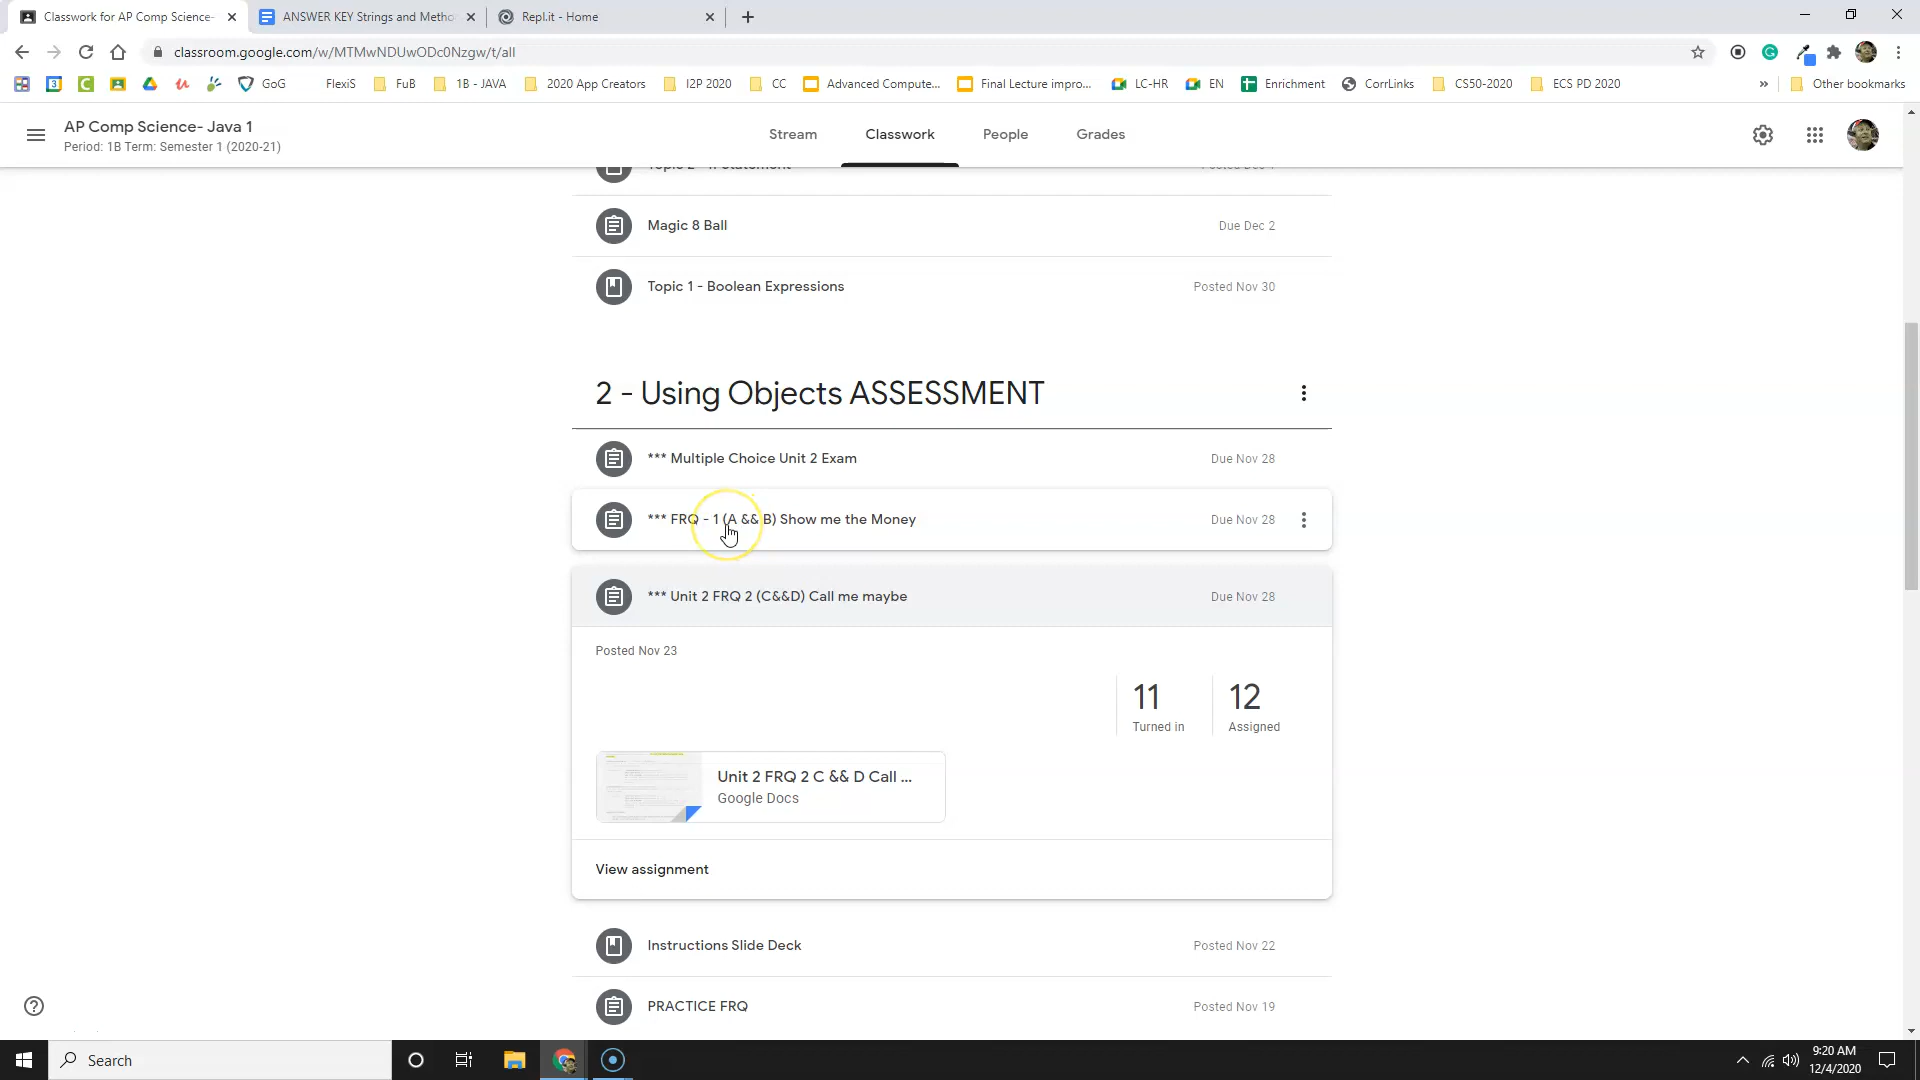 Classwork for AP Comp Science-
ANSWER KEY Strings and Metho
Repl.it - Home
classroom.google.com/w/MTMwNDUwODc0Nzgw/t/all
GoG
FlexiS
FuB
1B - JAVA
2020 App Creators
I2P 2020
CC
Advanced Compute...
Final Lecture impro...
LC-HR
EN
Enrichment
CorrLinks
CS50-2020
ECS PD 2020
»
Other bookmarks
AP Comp Science- Java 1
Period: 1B Term: Semester 1 (2020-21)
Stream
Classwork
People
Grades
Magic 8 Ball
Due Dec 2
Topic 1 - Boolean Expressions
Posted Nov 30
2 - Using Objects ASSESSMENT
*** Multiple Choice Unit 2 Exam
Due Nov 28
*** FRQ - 1 (A && B) Show me the Money
Due Nov 28
*** Unit 2 FRQ 2 (C&&D) Call me maybe
Due Nov 28
Posted Nov 23
11
Turned in
12
Assigned
Unit 2 FRQ 2 C && D Call ...
Google Docs
View assignment
Instructions Slide Deck
Posted Nov 22
PRACTICE FRQ
Posted Nov 19
Search
9:20 AM
12/4/2020